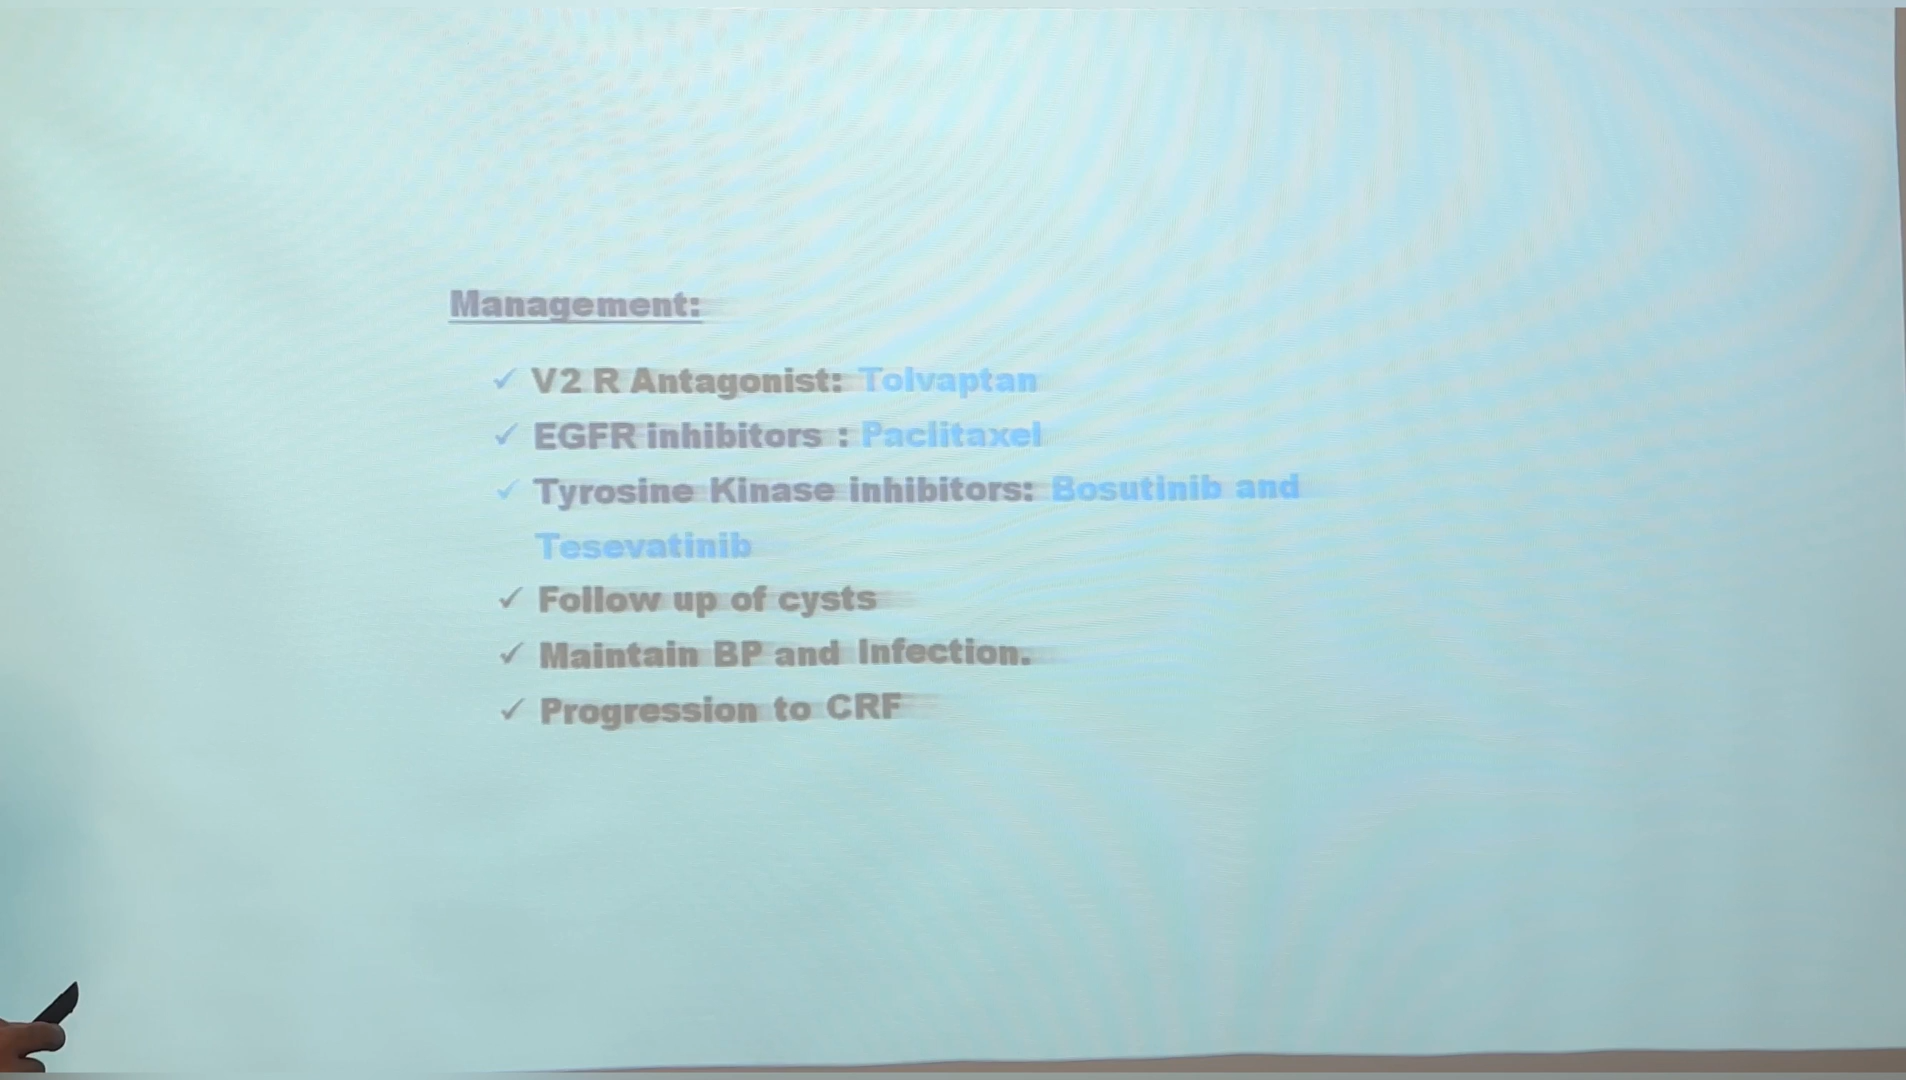 Management:
✓ V2 R Antagonist: Tolvaptan
✓ EGFR inhibitors : Paclitaxel
✓ Tyrosine Kinase inhibitors: Bosutinib and
Tesevatinib
✓ Follow up of cysts
✓ Maintain BP and Infection.
✓ Progression to CRF